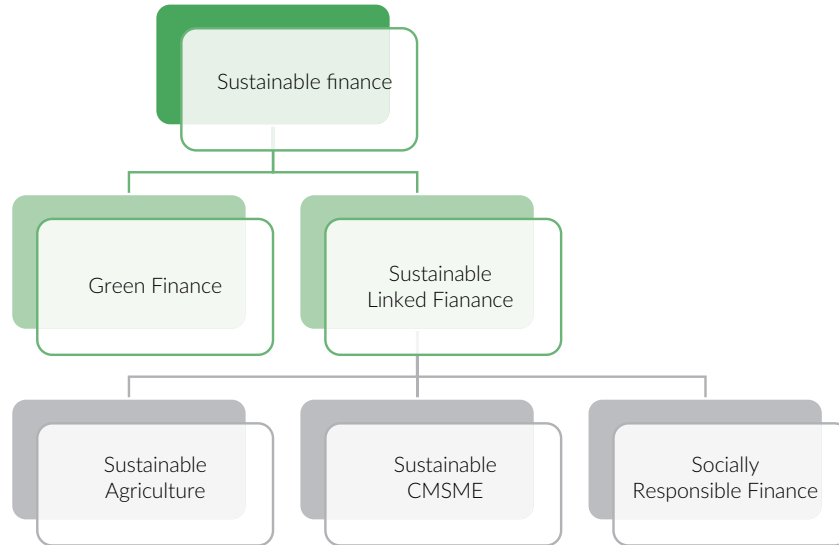 Sustainable finance
Green Finance
Sustainable
Linked Fianance
Sustainable
Agriculture
Sustainable
CMSME
Socially
Responsible Finance